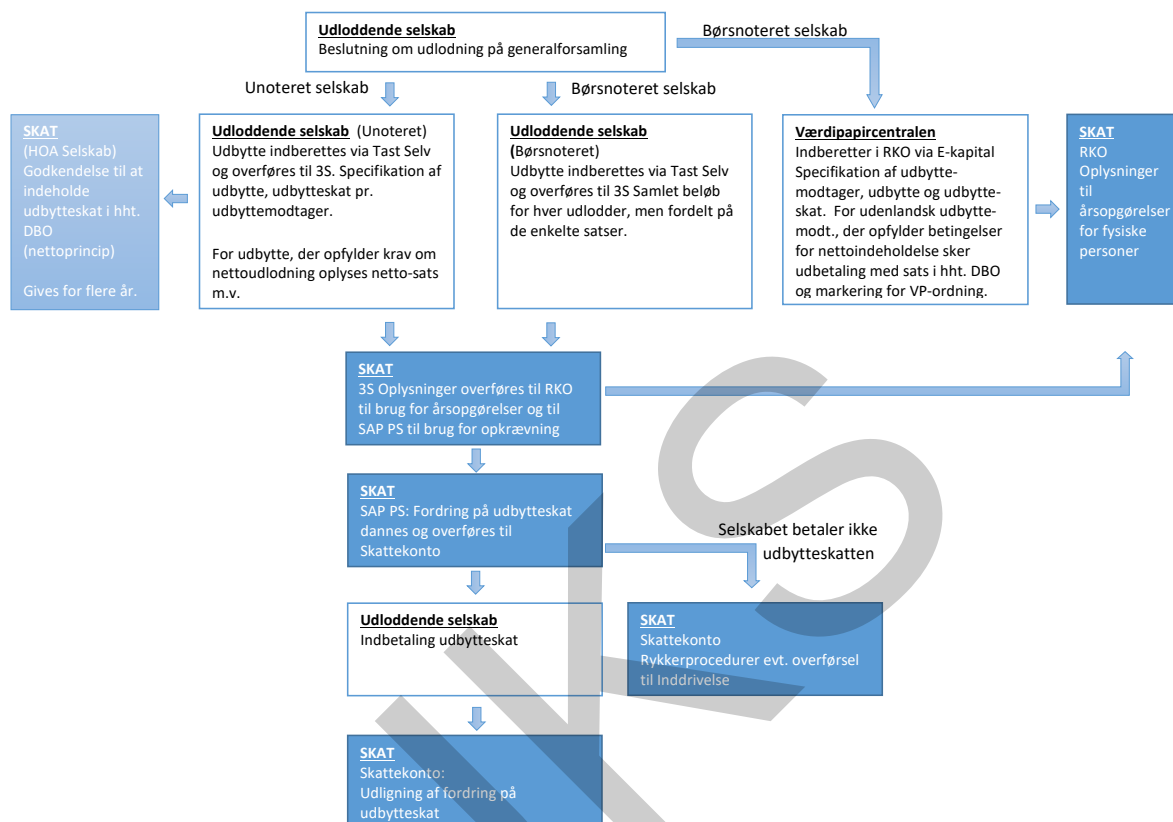 Udloddende selskab
Beslutning om udlodning på generalforsamling
Børsnoteret selskab
Unoteret selskab
Børsnoteret selskab
SKAT
(HOA Selskab)
Godkendelse til at
indeholde
udbytteskat i hht.
DBO
(nettoprincip)
Gives for flere år.
Udloddende selskab (Unoteret)
Udbytte indberettes via Tast Selv
og overføres til 3S. Specifikation af
udbytte, udbytteskat pr.
udbyttemodtager.
For udbytte, der opfylder krav om
nettoudlodning oplyses netto-sats
m.v.
Udloddende selskab
(Børsnoteret)
Udbytte indberettes via Tast Selv
og overføres til 3S Samlet beløb
for hver udlodder, men fordelt på
de enkelte satser.
Værdipapircentralen
Indberetter i RKO via E-kapital
Specifikation af udbytte-
modtager, udbytte og udbytte-
skat. For udenlandsk udbytte-
modt., der opfylder betingelser
for nettoindeholdelse sker
udbetaling med sats i hht. DBO
og markering for VP-ordning.
SKAT
RKO
Oplysninger
til
årsopgørelser
for fysiske
personer
SKAT
3S Oplysninger overføres til RKO
til brug for årsopgørelser og til
SAP PS til brug for opkrævning
SKAT
SAP PS: Fordring på udbytteskat
dannes og overføres til
Skattekonto
Selskabet betaler ikke
udbytteskatten
Udloddende selskab
Indbetaling udbytteskat
SKAT
Skattekonto
Rykkerprocedurer evt. overførsel
til Inddrivelse
SKAT
Skattekonto:
Udligning af fordring på
udbytteskat